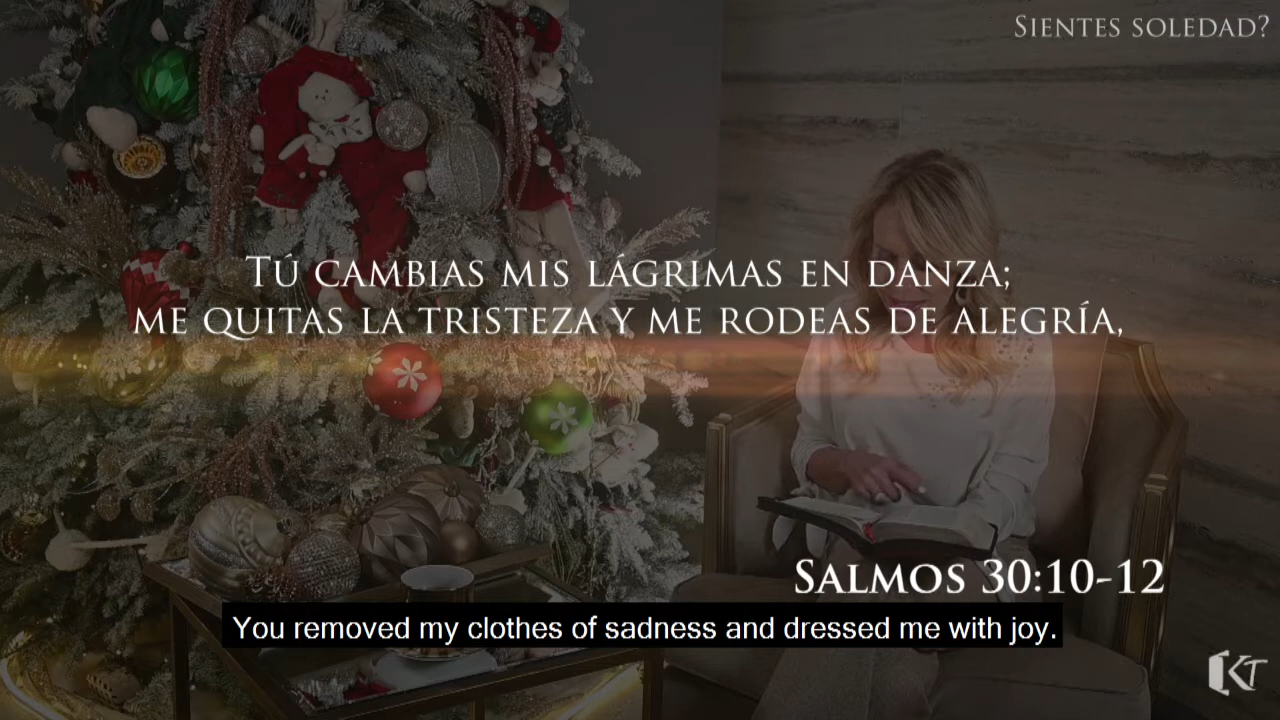 SIENTES SOLEDAD?
TÚ CAMBIAS MIS LÁGRIMAS EN DANZA;
ME QUITAS LA TRISTEZA Y ME RODEAS DE ALEGRÍA,
SALMOS 30:10-12
You removed my clothes of sadness and dressed me with joy.
KT